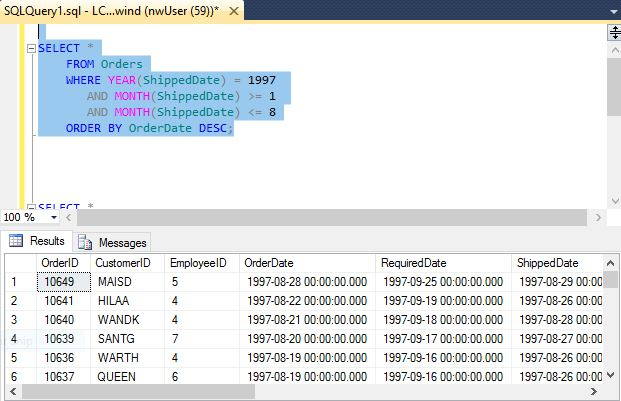 SQLQuery1.sql - LC...wind (nwUser (59))* ×
SELECT *
FROM Orders
WHERE YEAR(ShippedDate) = 1997
AND MONTH(ShippedDate) >= 1
AND MONTH(ShippedDate) <= 8
ORDER BY OrderDate DESC;
SELECT *
100 %
Results Messages
OrderID CustomerID EmployeeID OrderDate RequiredDate ShippedDate
1 10649 MAISD 5 1997-08-28 00:00:00.000 1997-09-25 00:00:00.000 1997-08-29 00:00
2 10641 HILAA 4 1997-08-22 00:00:00.000 1997-09-19 00:00:00.000 1997-08-26 00:00
3 10640 WANDK 4 1997-08-21 00:00:00.000 1997-09-18 00:00:00.000 1997-08-28 00:00
4 10639 SANTG 7 1997-08-20 00:00:00.000 1997-09-17 00:00:00.000 1997-08-27 00:00
5 10636 WARTH 4 1997-08-19 00:00:00.000 1997-09-16 00:00:00.000 1997-08-26 00:00
6 10637 QUEEN 6 1997-08-19 00:00:00.000 1997-09-16 00:00:00.000 1997-08-26 00:00